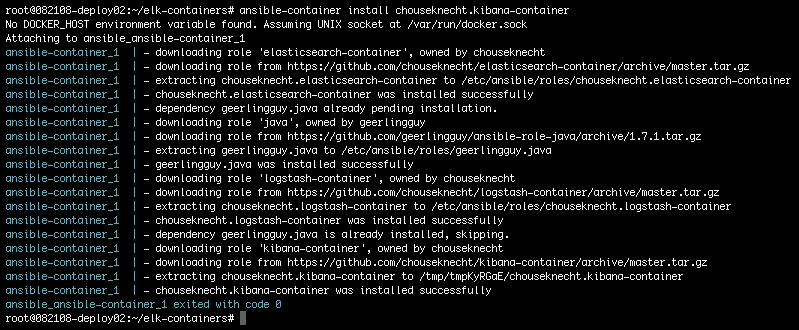 root@082108-deploy02:~/elk-containers# ansible-container install chouseknecht.kibana-container
No DOCKER_HOST environment variable found. Assuming UNIX socket at /var/run/docker.sock
Attaching to ansible_ansible-container_1
ansible-container_1  | - downloading role 'elasticsearch-container', owned by chouseknecht
ansible-container_1  | - downloading role from https://github.com/chouseknecht/elasticsearch-container/archive/master.tar.gz
ansible-container_1  | - extracting chouseknecht.elasticsearch-container to /etc/ansible/roles/chouseknecht.elasticsearch-container
ansible-container_1  | - chouseknecht.elasticsearch-container was installed successfully
ansible-container_1  | - dependency geerlingguy.java already pending installation.
ansible-container_1  | - downloading role 'java', owned by geerlingguy
ansible-container_1  | - downloading role from https://github.com/geerlingguy/ansible-role-java/archive/1.7.1.tar.gz
ansible-container_1  | - extracting geerlingguy.java to /etc/ansible/roles/geerlingguy.java
ansible-container_1  | - geerlingguy.java was installed successfully
ansible-container_1  | - downloading role 'logstash-container', owned by chouseknecht
ansible-container_1  | - downloading role from https://github.com/chouseknecht/logstash-container/archive/master.tar.gz
ansible-container_1  | - extracting chouseknecht.logstash-container to /etc/ansible/roles/chouseknecht.logstash-container
ansible-container_1  | - chouseknecht.logstash-container was installed successfully
ansible-container_1  | - dependency geerlingguy.java is already installed, skipping.
ansible-container_1  | - downloading role 'kibana-container', owned by chouseknecht
ansible-container_1  | - downloading role from https://github.com/chouseknecht/kibana-container/archive/master.tar.gz
ansible-container_1  | - extracting chouseknecht.kibana-container to /tmp/tmpKyRGaE/chouseknecht.kibana-container
ansible-container_1  | - chouseknecht.kibana-container was installed successfully
ansible_ansible-container_1 exited with code 0
root@082108-deploy02:~/elk-containers#